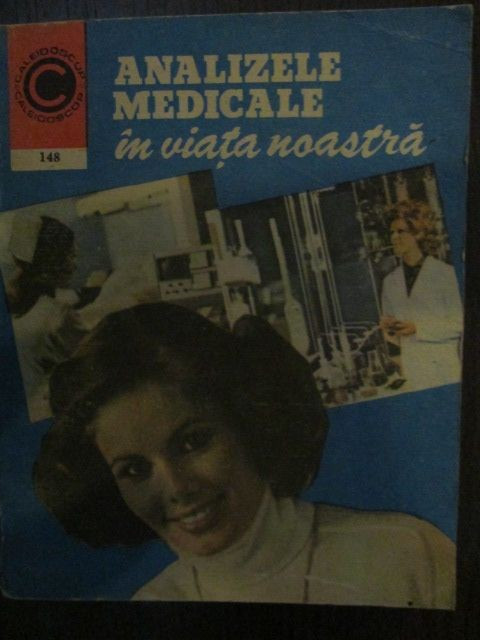 CALEIDOSCOP
CALEIDOSCOP
C
148
ANALIZELE
MEDICALE
în viața noastră